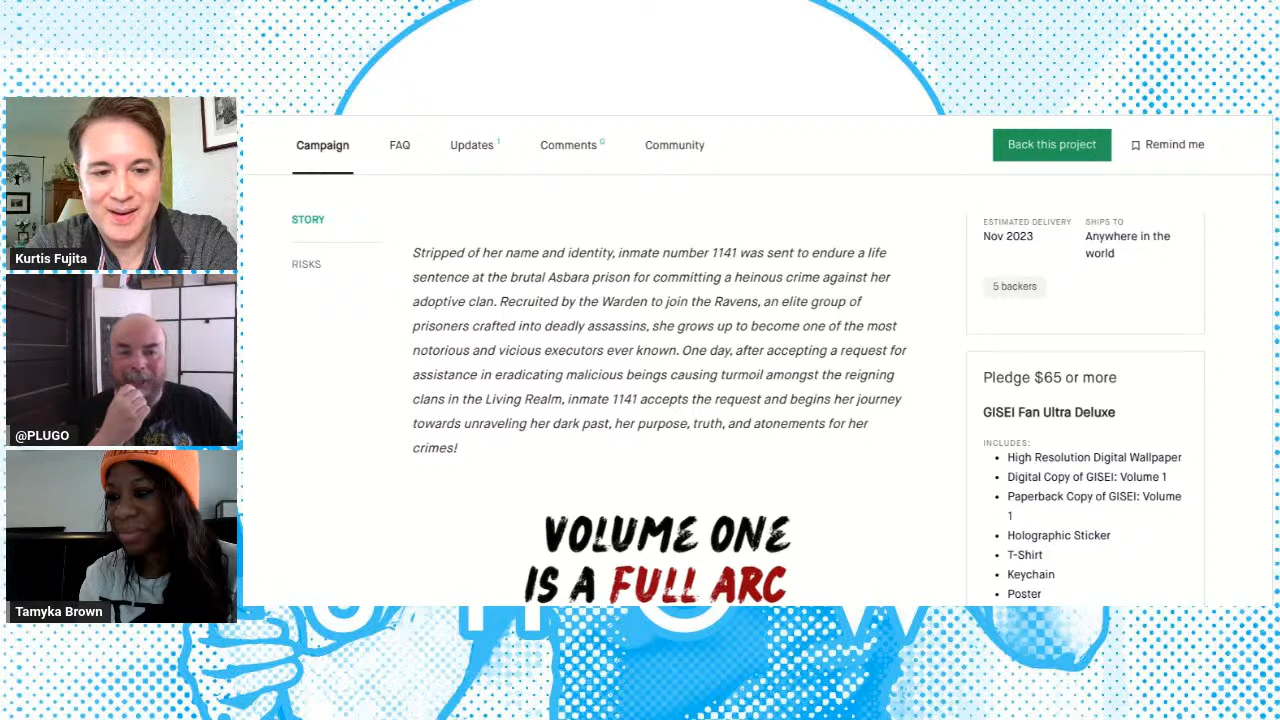 Kurtis Fujita
@PLUGO
Tamyka Brown
Campaign
FAQ
Updates 1
Comments 0
Community
Back this project
Remind me
STORY
RISKS
Stripped of her name and identity, inmate number 1141 was sent to endure a life
sentence at the brutal Asbara prison for committing a heinous crime against her
adoptive clan. Recruited by the Warden to join the Ravens, an elite group of
prisoners crafted into deadly assassins, she grows up to become one of the most
notorious and vicious executors ever known. One day, after accepting a request for
assistance in eradicating malicious beings causing turmoil amongst the reigning
clans in the Living Realm, inmate 1141 accepts the request and begins her journey
towards unraveling her dark past, her purpose, truth, and atonements for her
crimes!
VOLUME ONE
IS A FULL ARC
ESTIMATED DELIVERY
Nov 2023
SHIPS TO
Anywhere in the
world
5 backers
Pledge $65 or more
GISEI Fan Ultra Deluxe
INCLUDES:
• High Resolution Digital Wallpaper
• Digital Copy of GISEI: Volume 1
• Paperback Copy of GISEI: Volume
1
• Holographic Sticker
• T-Shirt
• Keychain
• Poster